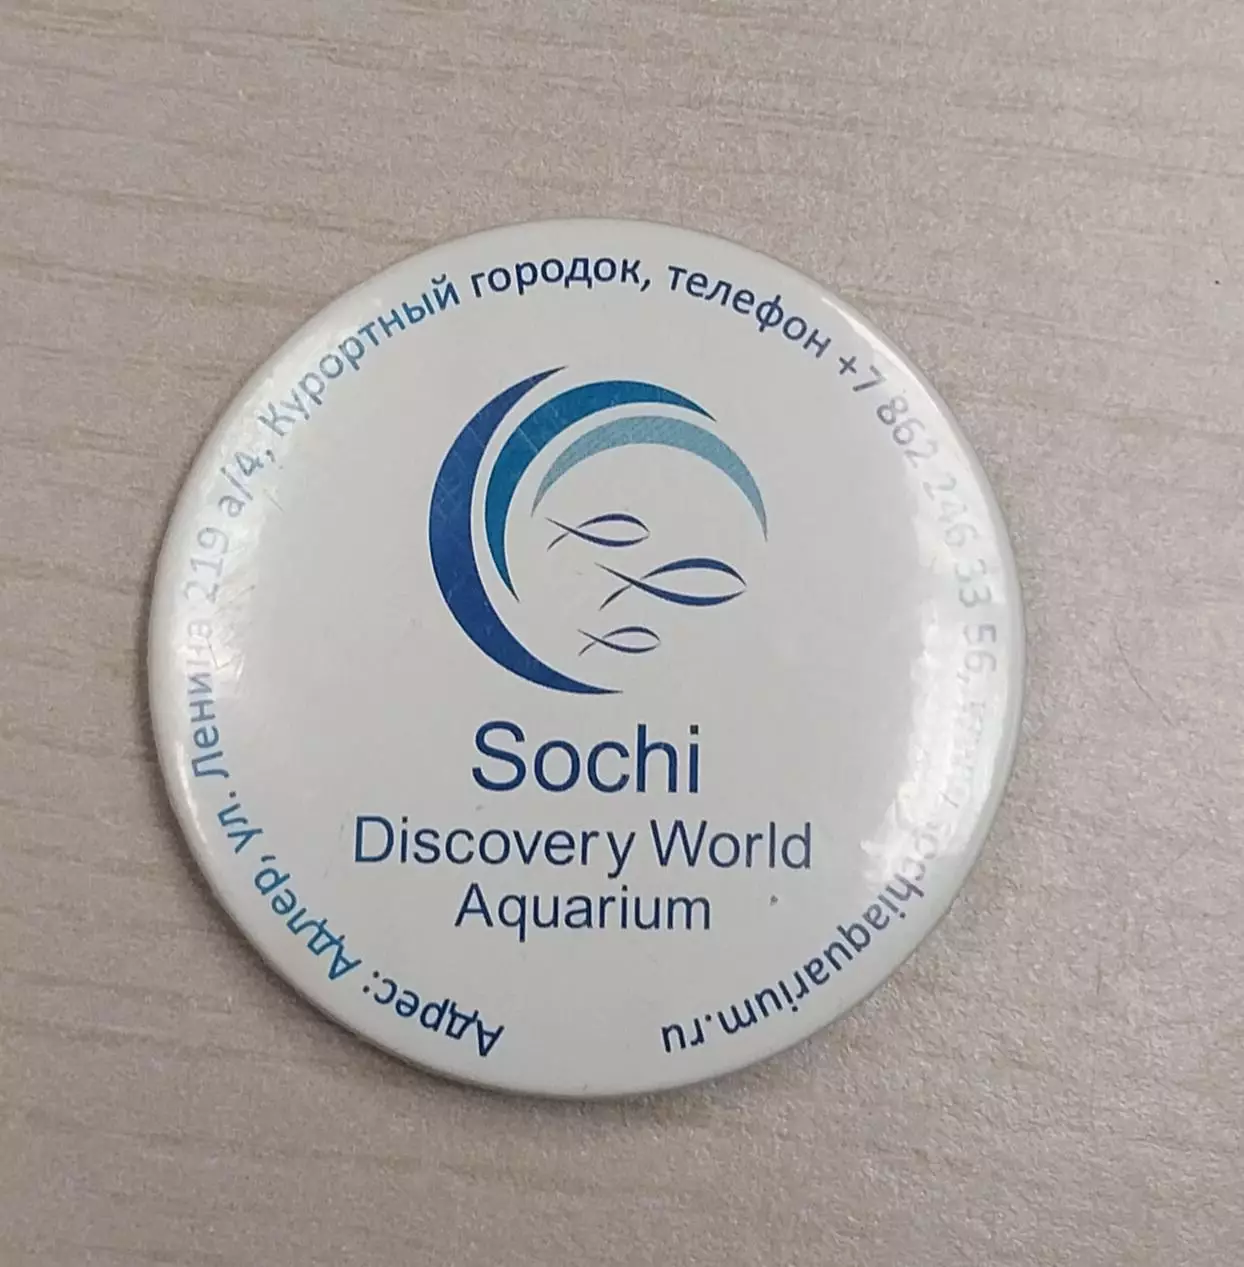 Адрес: Адлер, ул. Ленина 219 а/4, Курортный городок, телефон +7 862 246 33 56, sochiaquarium.ru
Sochi
Discovery World
Aquarium